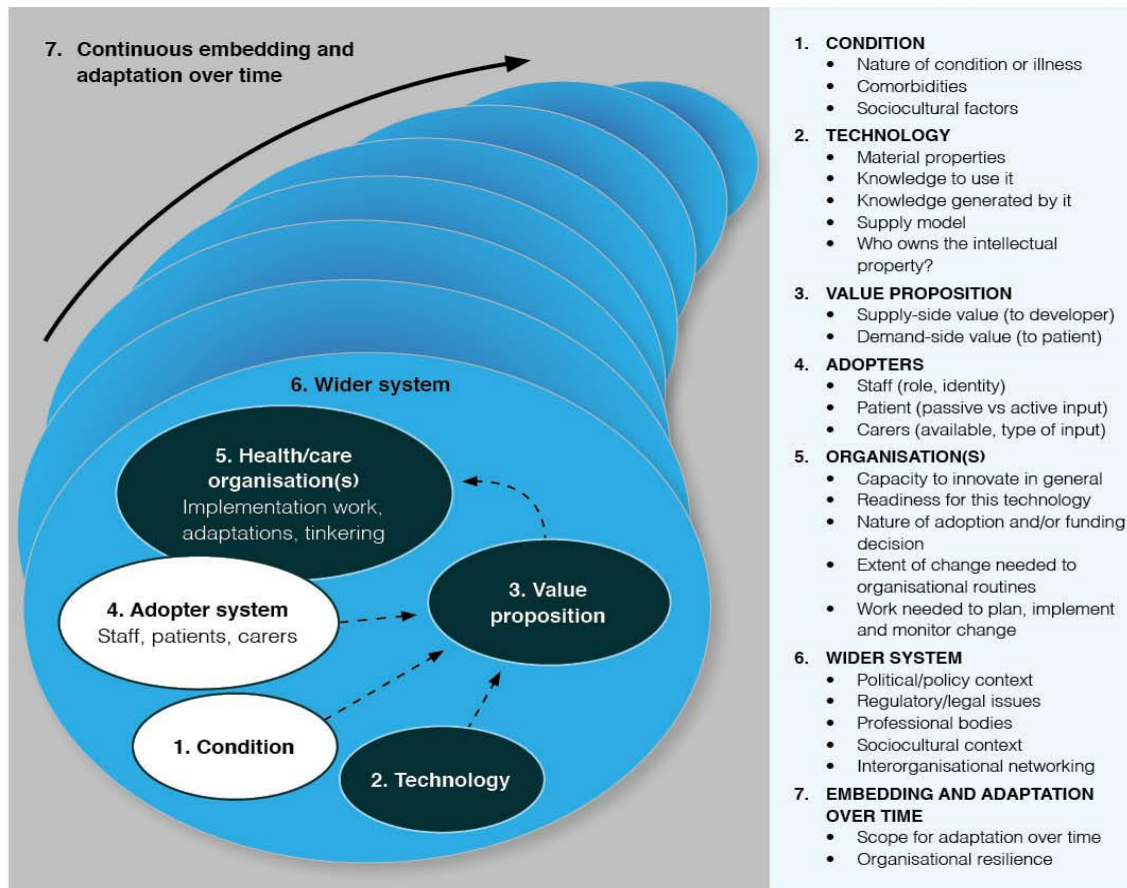 7. Continuous embedding and
adaptation over time
6. Wider system
5. Health/care
organisation(s)
Implementation work,
adaptations, tinkering
4. Adopter system
Staff, patients, carers
3. Value
proposition
1. Condition
2. Technology
1. CONDITION
• Nature of condition or illness
• Comorbidities
• Sociocultural factors
2. TECHNOLOGY
• Material properties
• Knowledge to use it
• Knowledge generated by it
• Supply model
• Who owns the intellectual
property?
3. VALUE PROPOSITION
• Supply-side value (to developer)
• Demand-side value (to patient)
4. ADOPTERS
• Staff (role, identity)
• Patient (passive vs active input)
• Carers (available, type of input)
5. ORGANISATION(S)
• Capacity to innovate in general
• Readiness for this technology
• Nature of adoption and/or funding
decision
• Extent of change needed to
organisational routines
• Work needed to plan, implement
and monitor change
6. WIDER SYSTEM
• Political/policy context
• Regulatory/legal issues
• Professional bodies
• Sociocultural context
• Interorganisational networking
7. EMBEDDING AND ADAPTATION
OVER TIME
• Scope for adaptation over time
• Organisational resilience